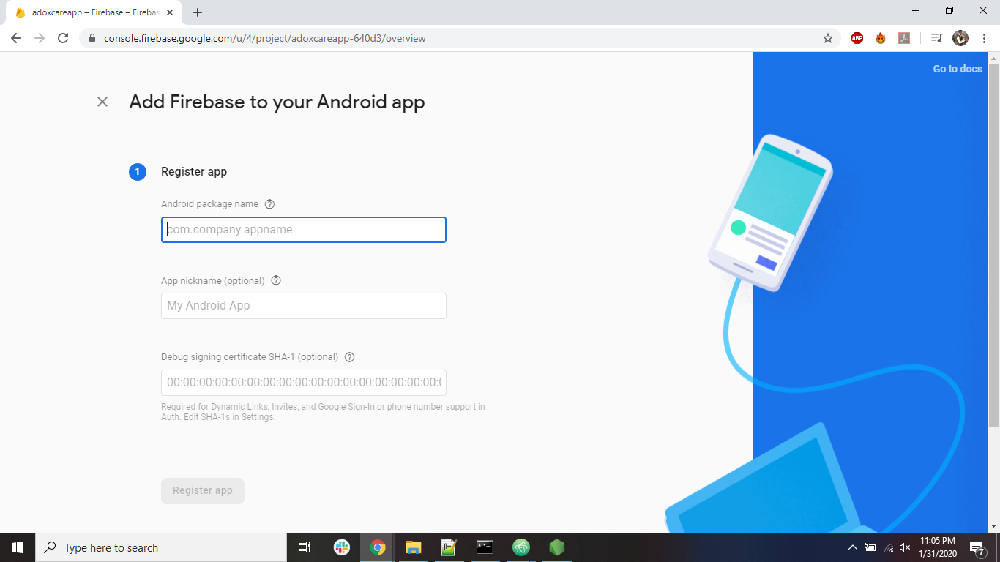 adoxcareapp – Firebase – Firebas
console.firebase.google.com/u/4/project/adoxcareapp-640d3/overview
ABP
Go to docs
Add Firebase to your Android app
1 Register app
Android package name ?
com.company.appname
App nickname (optional) ?
My Android App
Debug signing certificate SHA-1 (optional) ?
00:00:00:00:00:00:00:00:00:00:00:00:00:00:00:00:00:
Required for Dynamic Links, Invites, and Google Sign-In or phone number support in
Auth. Edit SHA-1s in Settings.
Register app
Type here to search
11:05 PM
1/31/2020
7